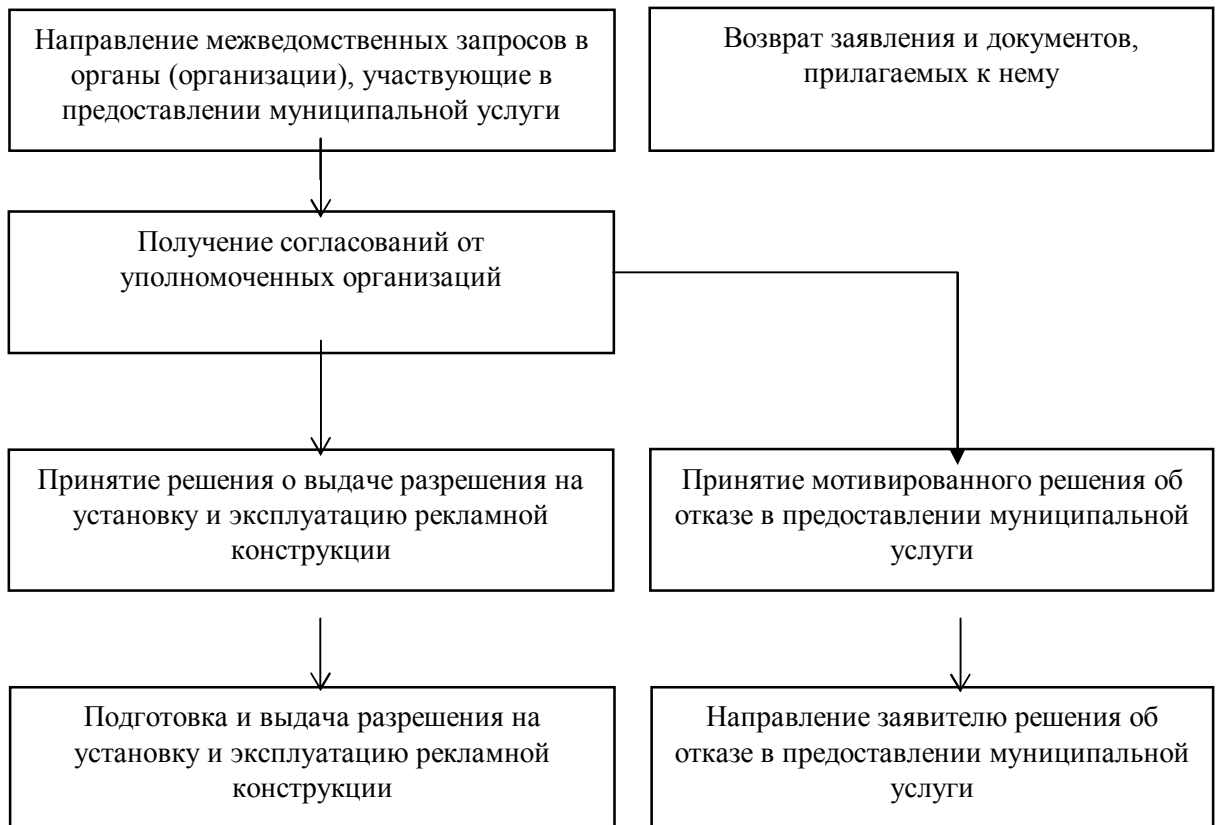 Направление межведомственных запросов в
органы (организации), участвующие в
предоставлении муниципальной услуги
Возврат заявления и документов,
прилагаемых к нему
Получение согласований от
уполномоченных организаций
Принятие решения о выдаче разрешения на
установку и эксплуатацию рекламной
конструкции
Принятие мотивированного решения об
отказе в предоставлении муниципальной
услуги
Подготовка и выдача разрешения на
установку и эксплуатацию рекламной
конструкции
Направление заявителю решения об
отказе в предоставлении муниципальной
услуги